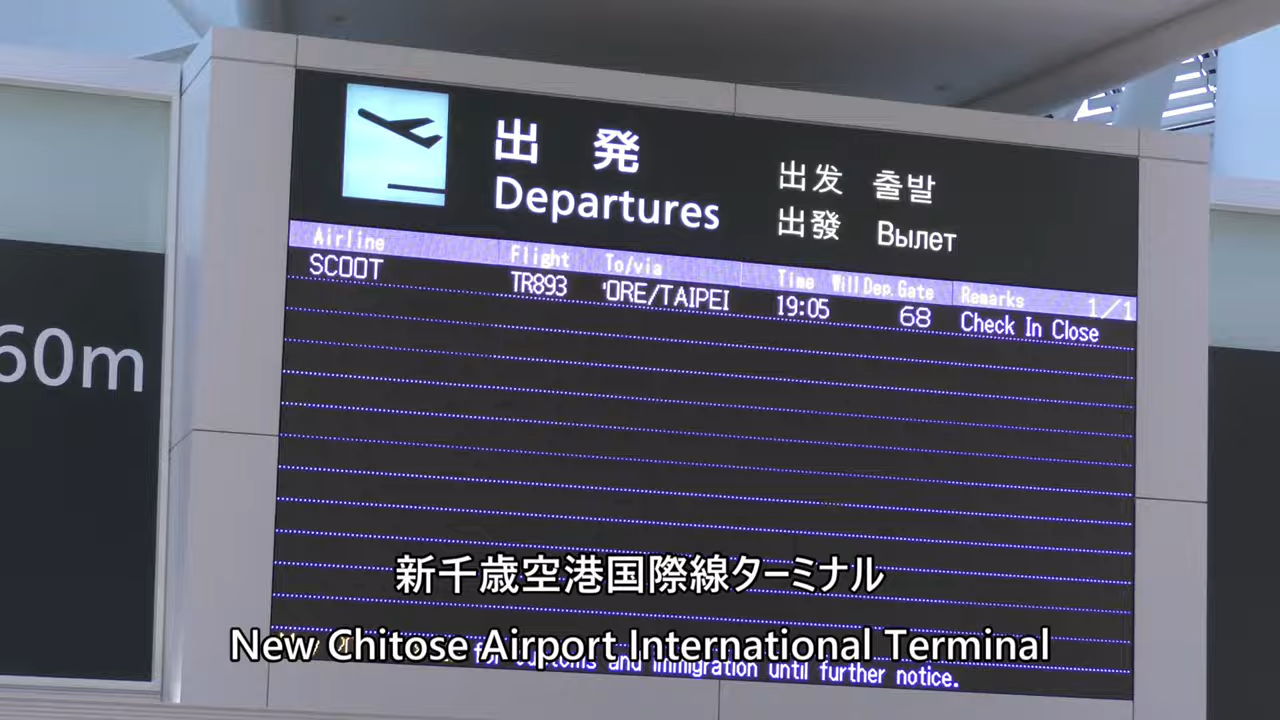 出 発
Departures
出发 출발
出發 Вылет
60m
Airline Flight To/via Time Will Dep. Gate Remarks 1/1
SCOOT TR893 ORE/TAIPEI 19:05 68 Check In Close
新千歳空港国際線ターミナル
New Chitose Airport International Terminal
for customs and immigration until further notice.